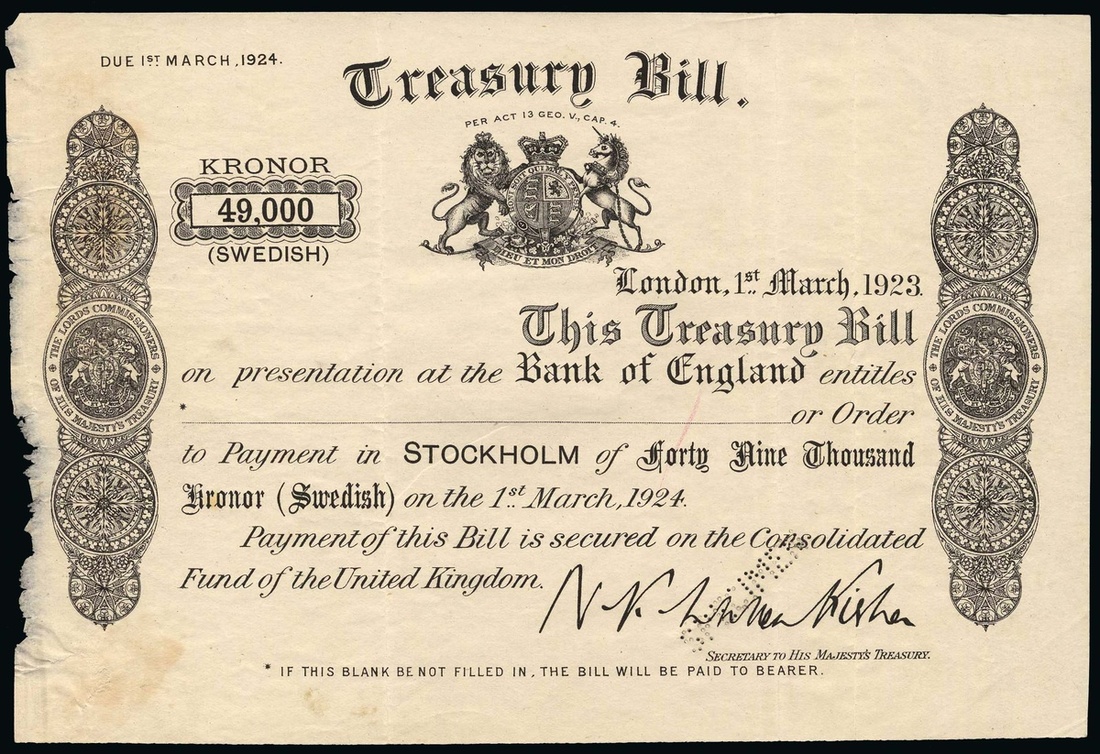 DUE 1ST MARCH, 1924.
Treasury Bill.
PER ACT 13 GEO. V., CAP. 4.
KRONOR
49,000
(SWEDISH)
DIEU ET MON DROIT
London, 1st March, 1923.
This Treasury Bill
on presentation at the Bank of England entitles
* or Order
to Payment in STOCKHOLM of Forty Nine Thousand
Kronor (Swedish) on the 1st March, 1924.
Payment of this Bill is secured on the Consolidated
Fund of the United Kingdom.
SECRETARY TO HIS MAJESTY'S TREASURY.
* IF THIS BLANK BE NOT FILLED IN, THE BILL WILL BE PAID TO BEARER.
THE LORDS COMMISSIONERS
OF HIS MAJESTY'S TREASURY
THE LORDS COMMISSIONERS
OF HIS MAJESTY'S TREASURY